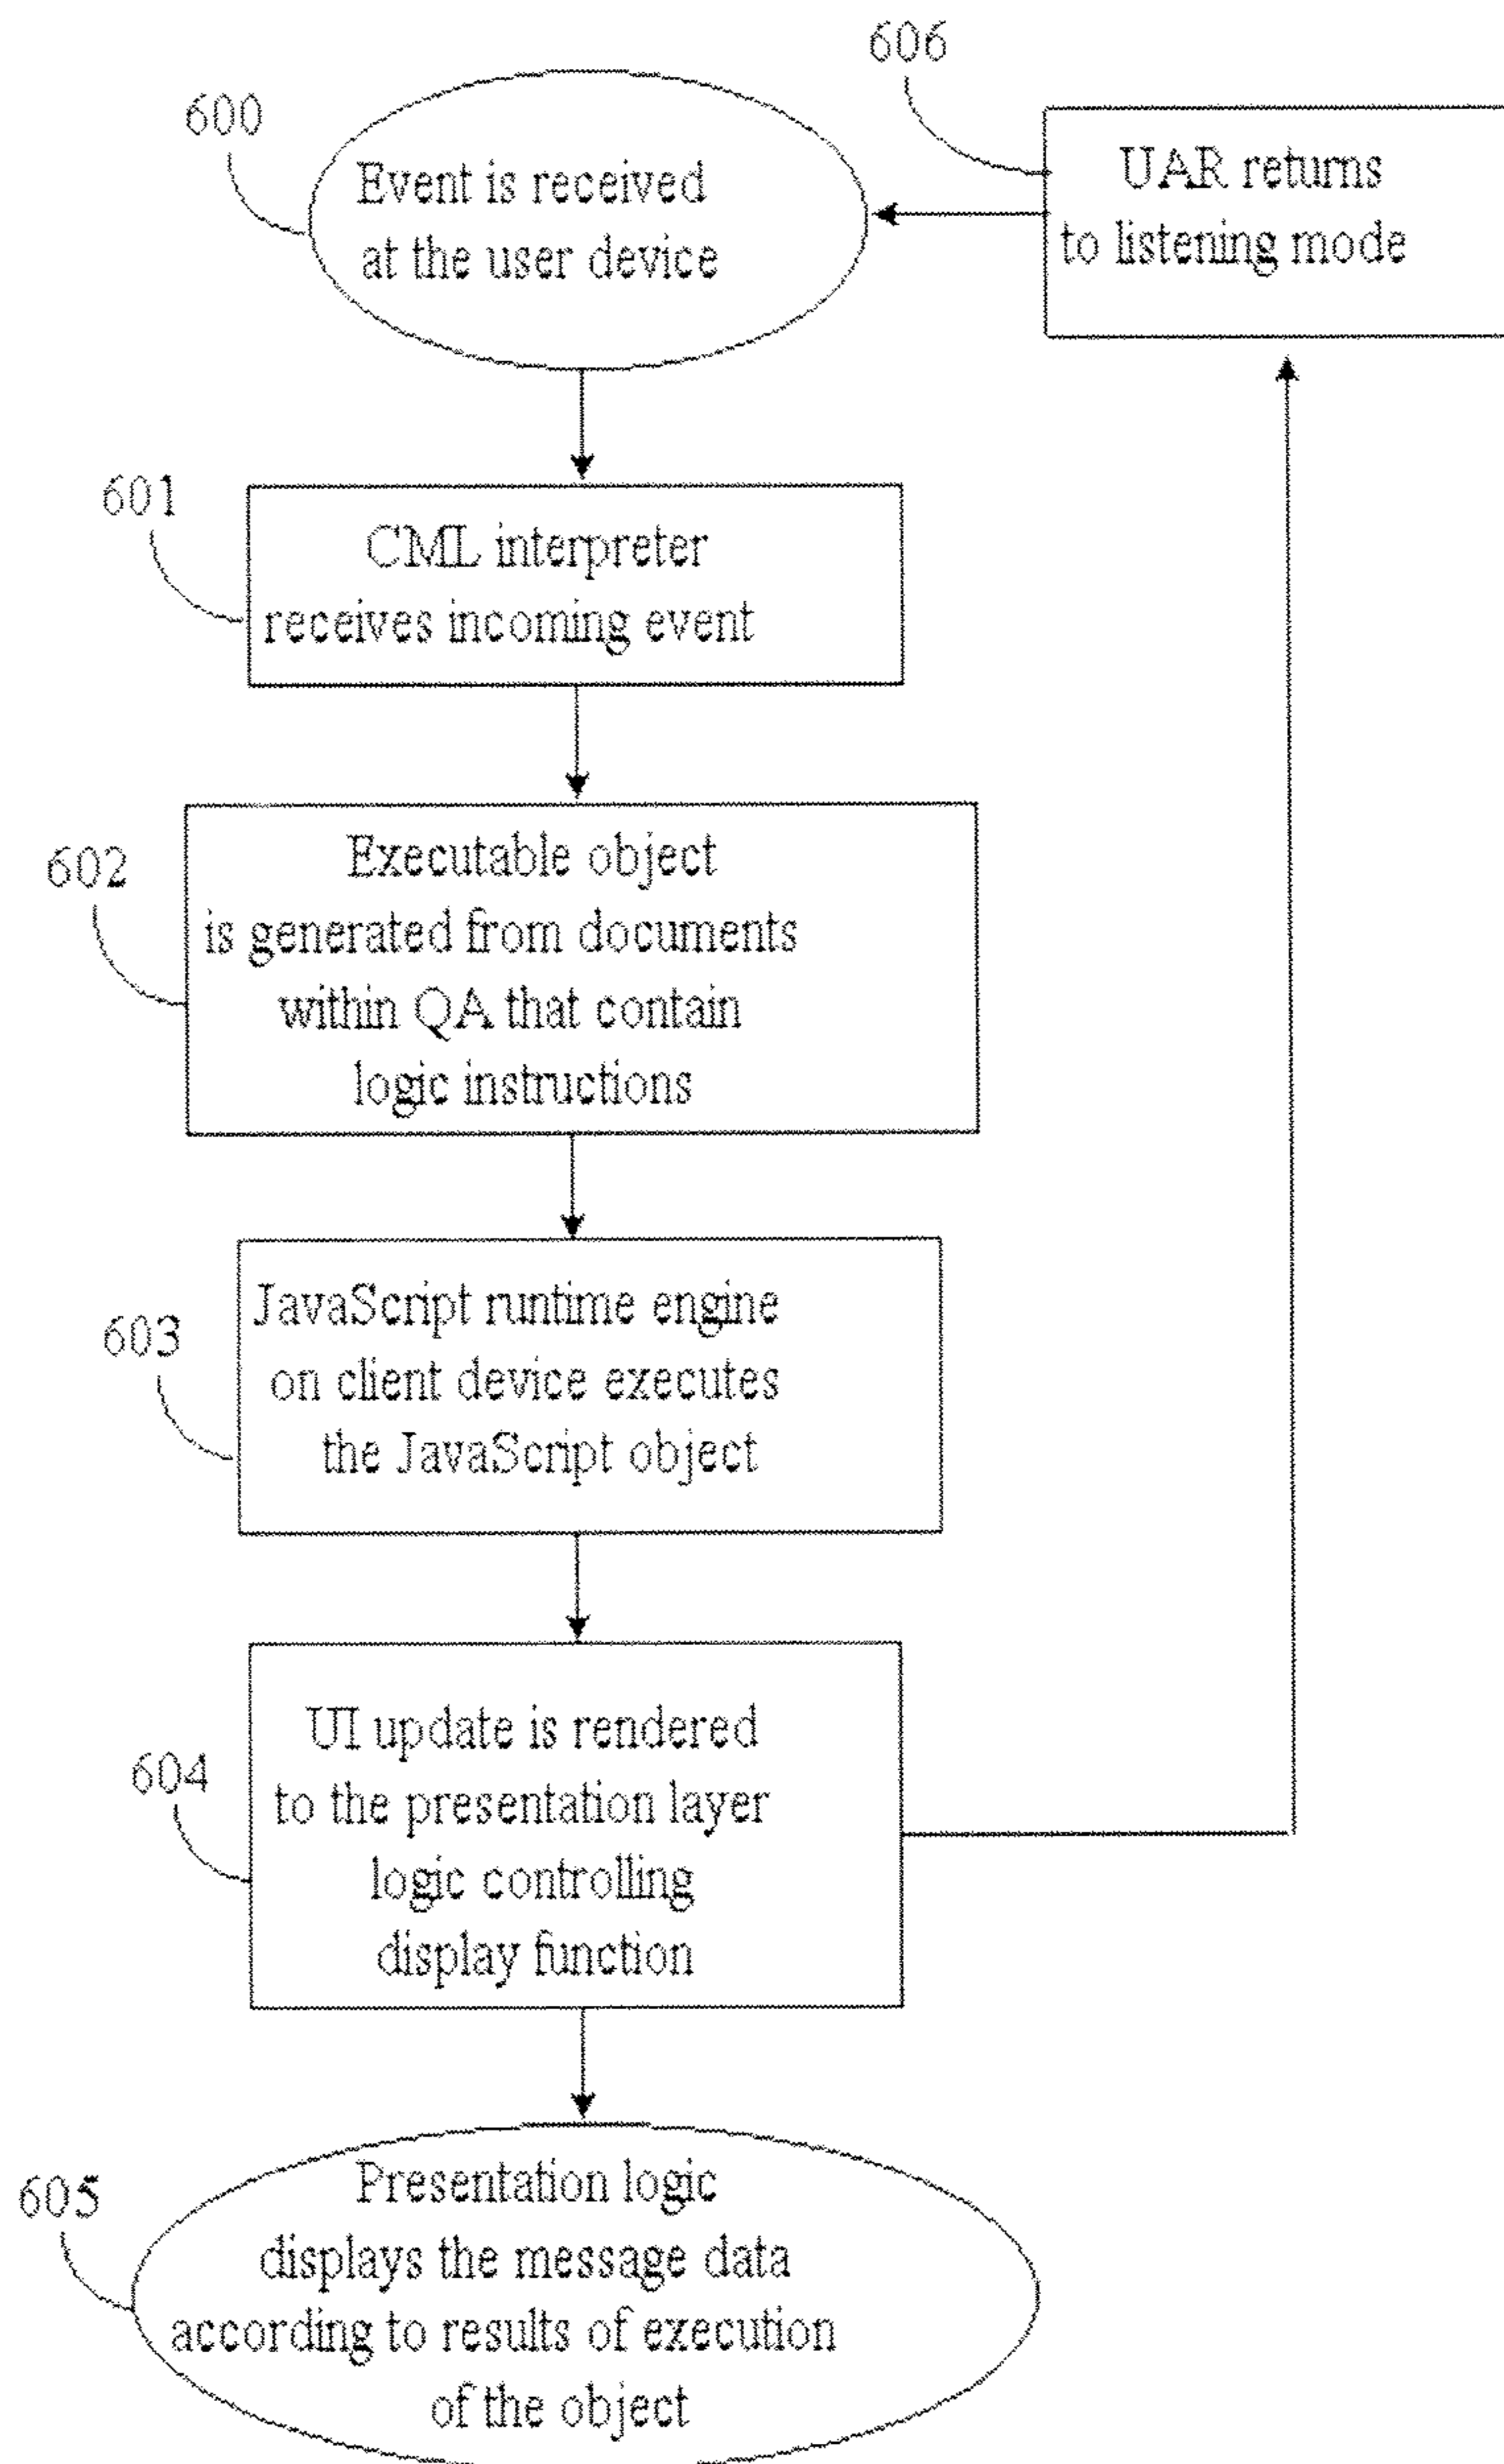 606
600
Event is received
at the user device
UAR returns
to listening mode
601
CML interpreter
receives incoming event
602
Executable object
is generated from documents
within QA that contain
logic instructions
603
JavaScript runtime engine
on client device executes
the JavaScript object
604
UI update is rendered
to the presentation layer
logic controlling
display function
605
Presentation logic
displays the message data
according to results of execution
of the object